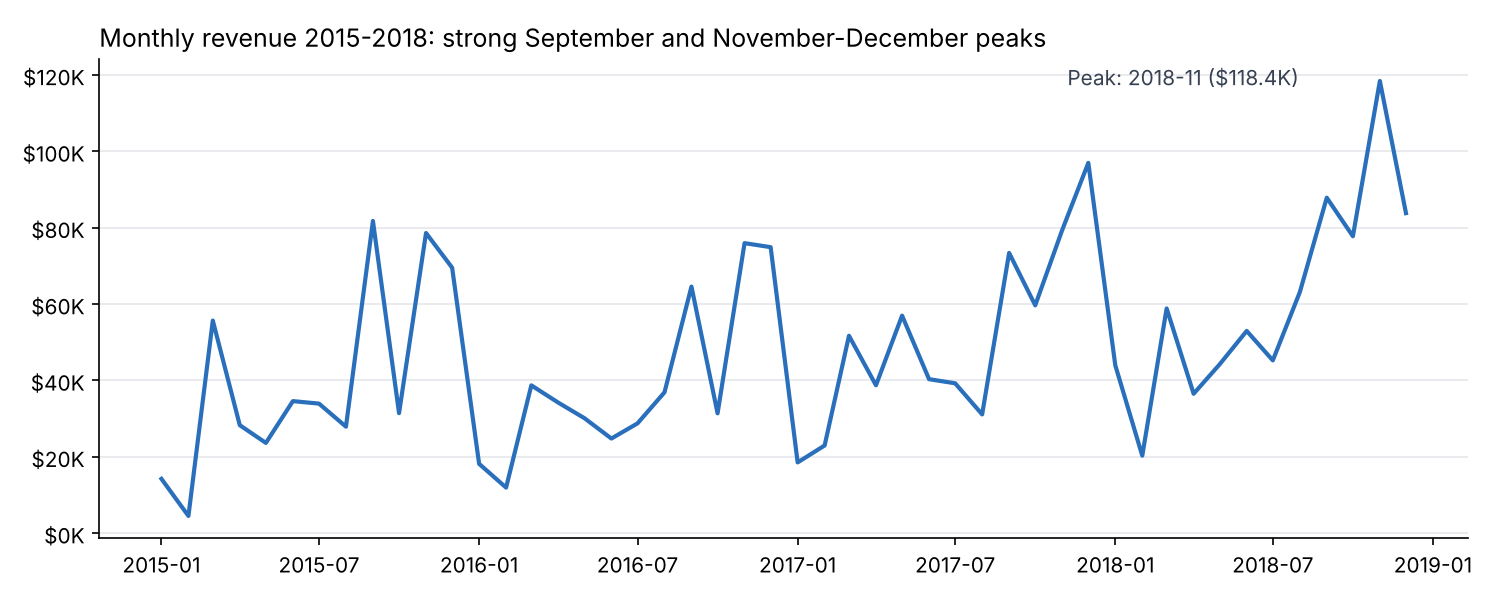 Monthly revenue 2015-2018: strong September and November-December peaks
Peak: 2018-11 ($118.4K)
$120K
$100K
$80K
$60K
$40K
$20K
$0K
2015-01 2015-07 2016-01 2016-07 2017-01 2017-07 2018-01 2018-07 2019-01